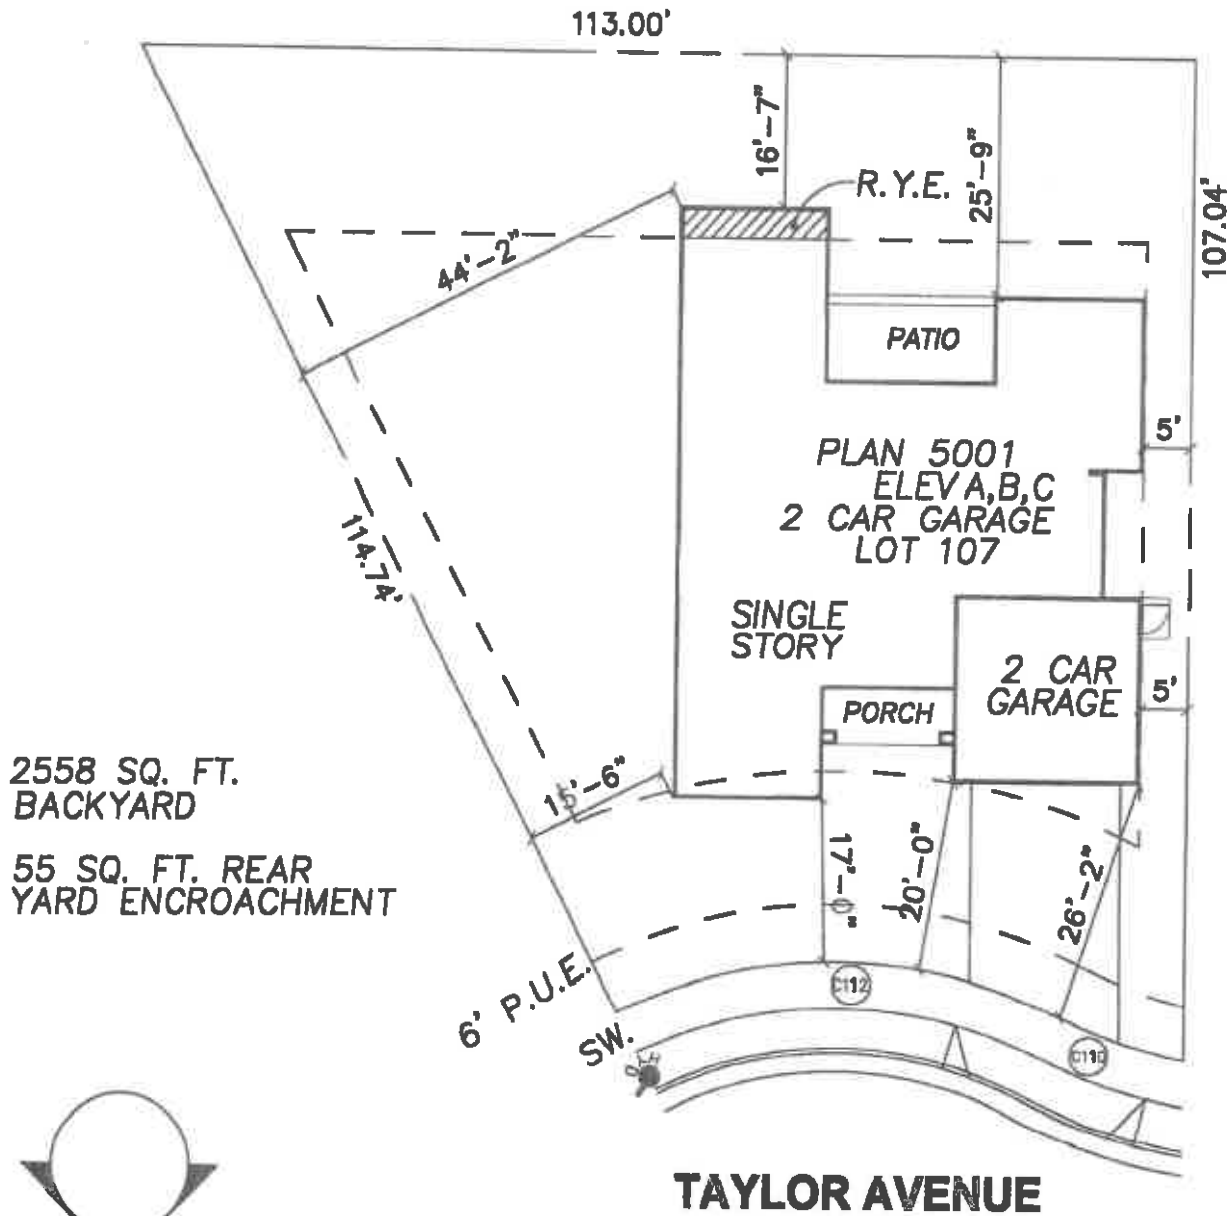 113.00'
16'-7"
R.Y.E.
25'-9"
107.04'
44'-2"
PATIO
5'
PLAN 5001
ELEV A,B,C
2 CAR GARAGE
LOT 107
114.74'
SINGLE
STORY
2 CAR
GARAGE
5'
PORCH
2558 SQ. FT.
BACKYARD
15'-6"
55 SQ. FT. REAR
YARD ENCROACHMENT
17'-0"
20'-0"
26'-2"
6' P.U.E.
C112
SW.
TAYLOR AVENUE